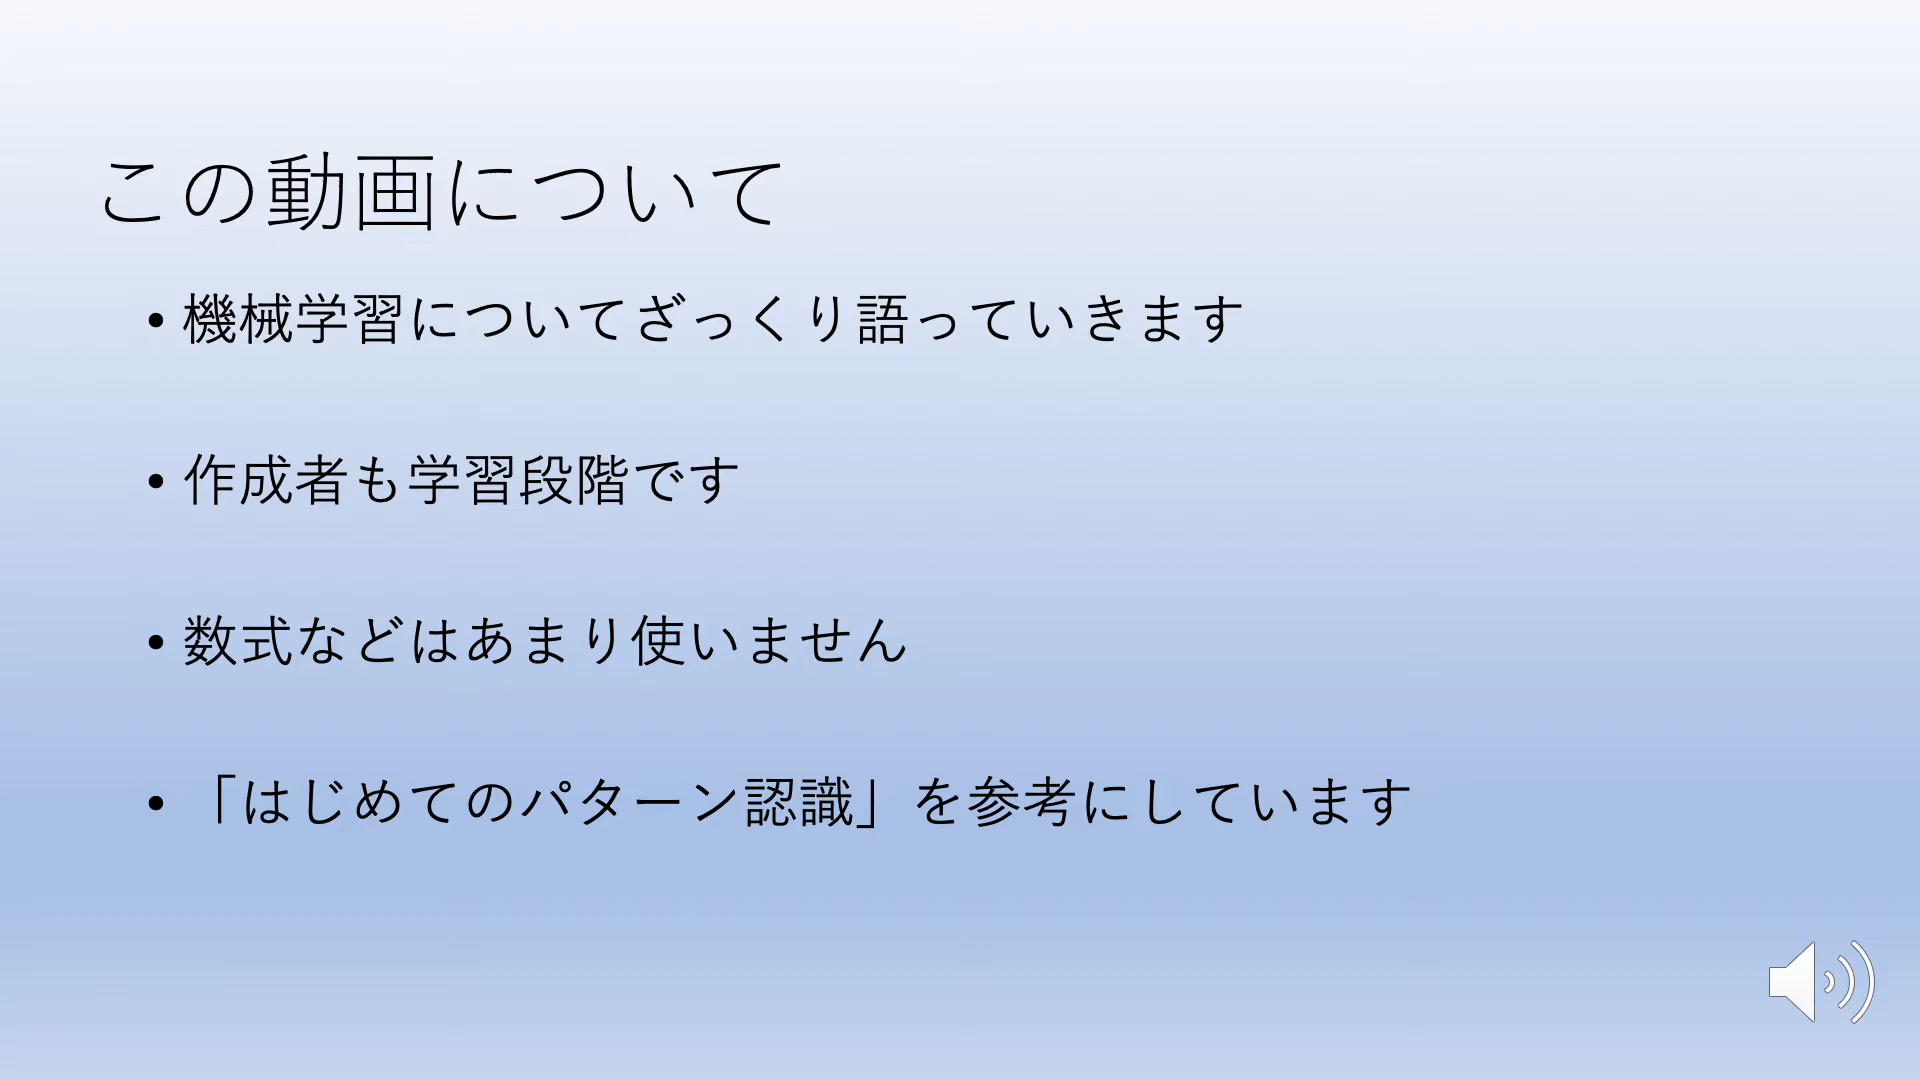 この動画について
• 機械学習についてざっくり語っていきます
• 作成者も学習段階です
• 数式などはあまり使いません
• 「はじめてのパターン認識」を参考にしています